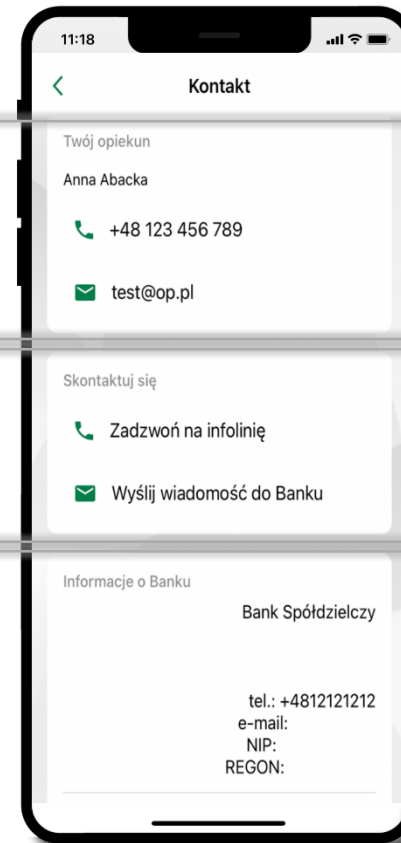 11:18
Kontakt
Twój opiekun
Anna Abacka
+48 123 456 789
test@op.pl
Skontaktuj się
Zadzwoń na infolinię
Wyślij wiadomość do Banku
Informacje o Banku
Bank Spółdzielczy
tel.: +4812121212
e-mail:
NIP:
REGON: